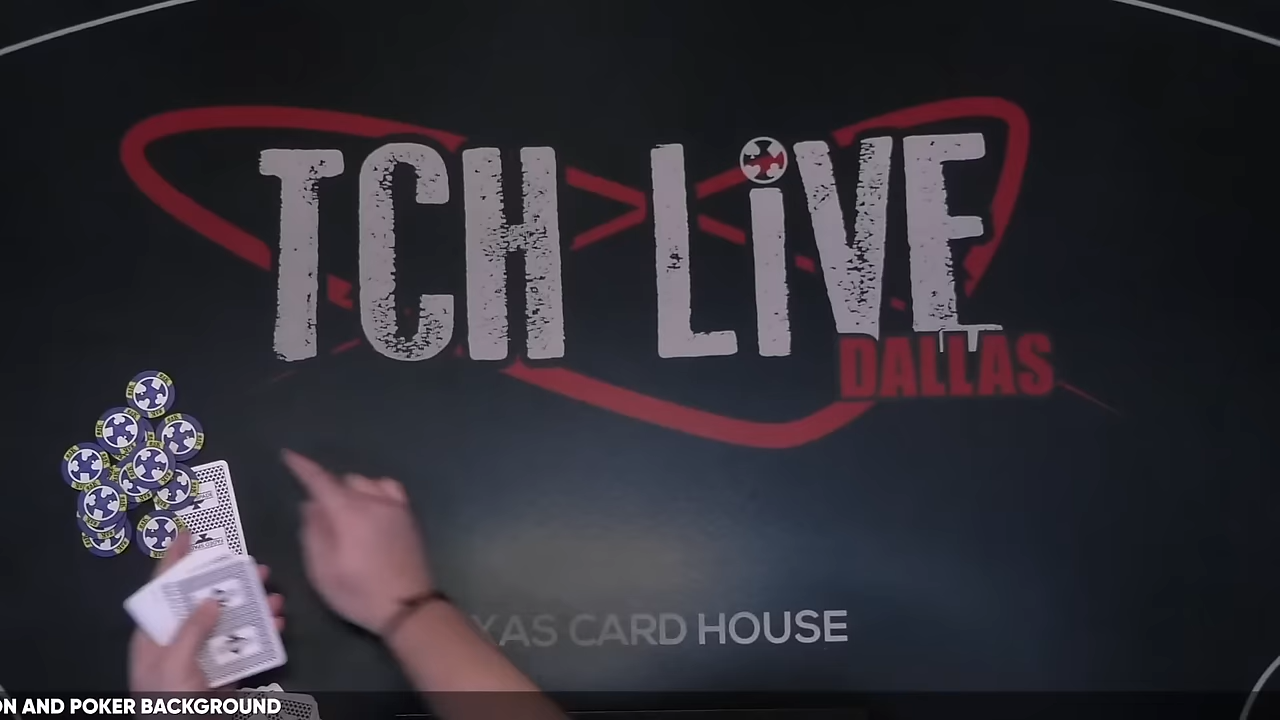 TCH LiVE
DALLAS
XAS CARD HOUSE
ON AND POKER BACKGROUND